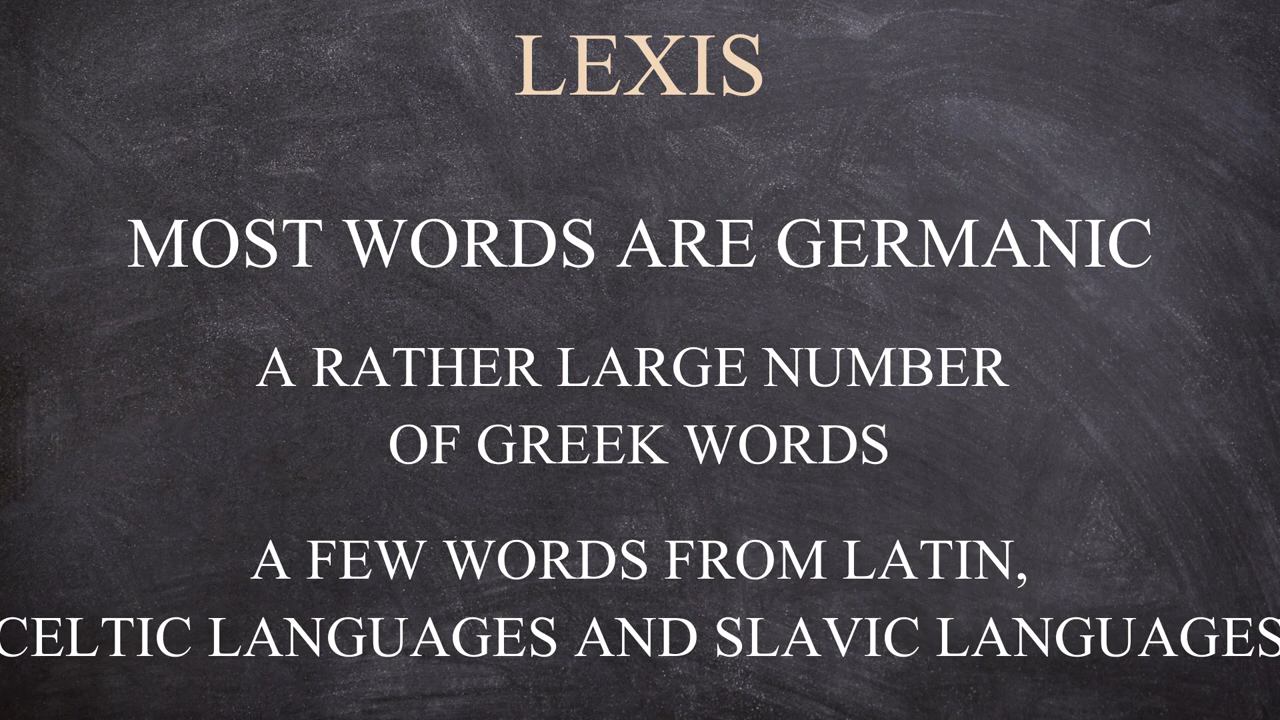 LEXIS
MOST WORDS ARE GERMANIC
A RATHER LARGE NUMBER
OF GREEK WORDS
A FEW WORDS FROM LATIN,
CELTIC LANGUAGES AND SLAVIC LANGUAGES